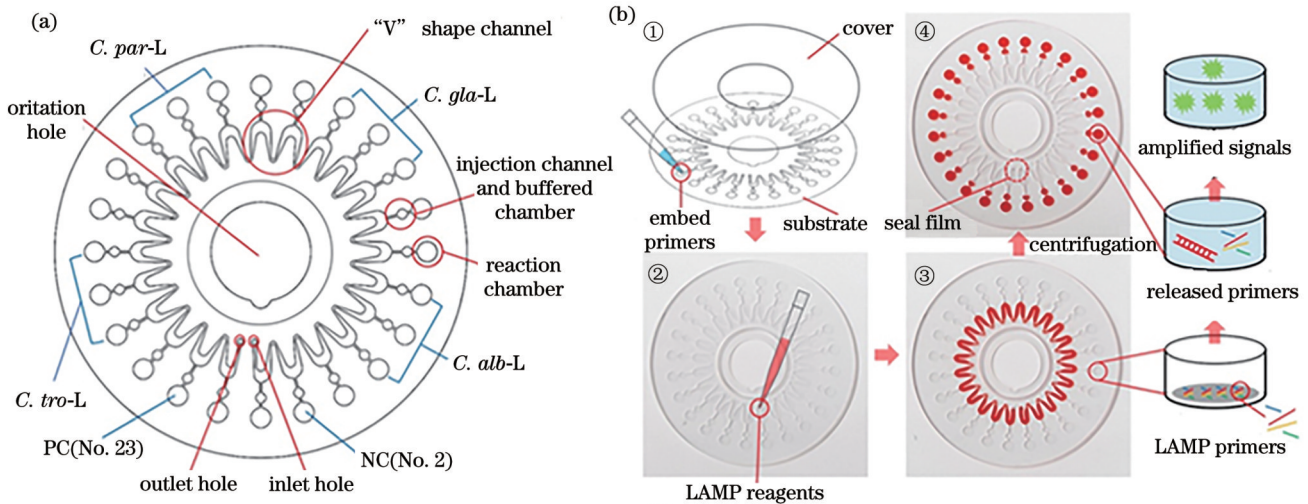 (a)
"V" shape channel
C. par-L
C. gla-L
oritation
hole
injection channel
and buffered
chamber
reaction
chamber
C. alb-L
C. tro-L
PC(No. 23)
NC(No. 2)
outlet hole
inlet hole
(b)
①
cover
embed
primers
substrate
②
LAMP reagents
③
centrifugation
④
seal film
amplified signals
released primers
LAMP primers